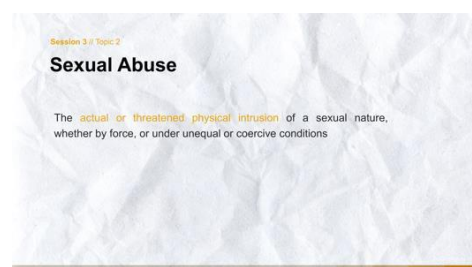 Session 3 // Topic 2
Sexual Abuse
The actual or threatened physical intrusion of a sexual nature,
whether by force, or under unequal or coercive conditions